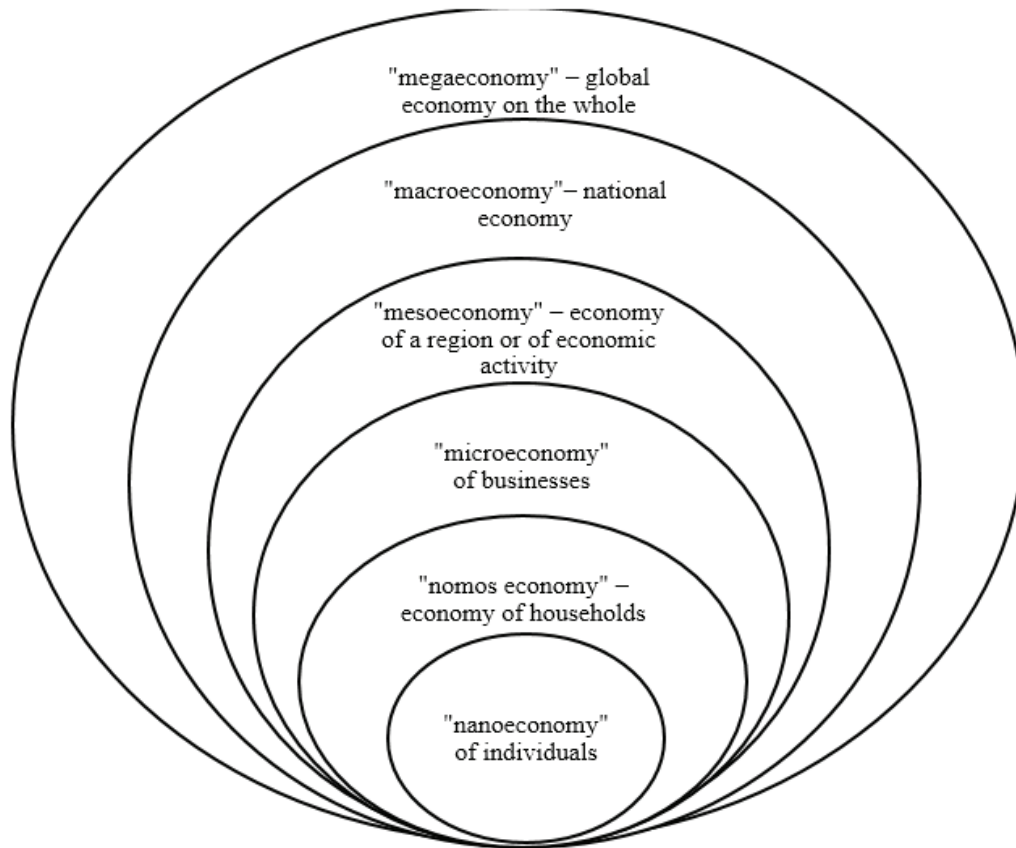 "megaeconomy" – global
economy on the whole
"macroeconomy"– national
economy
"mesoeconomy" – economy
of a region or of economic
activity
"microeconomy"
of businesses
"nomos economy" –
economy of households
"nanoeconomy"
of individuals